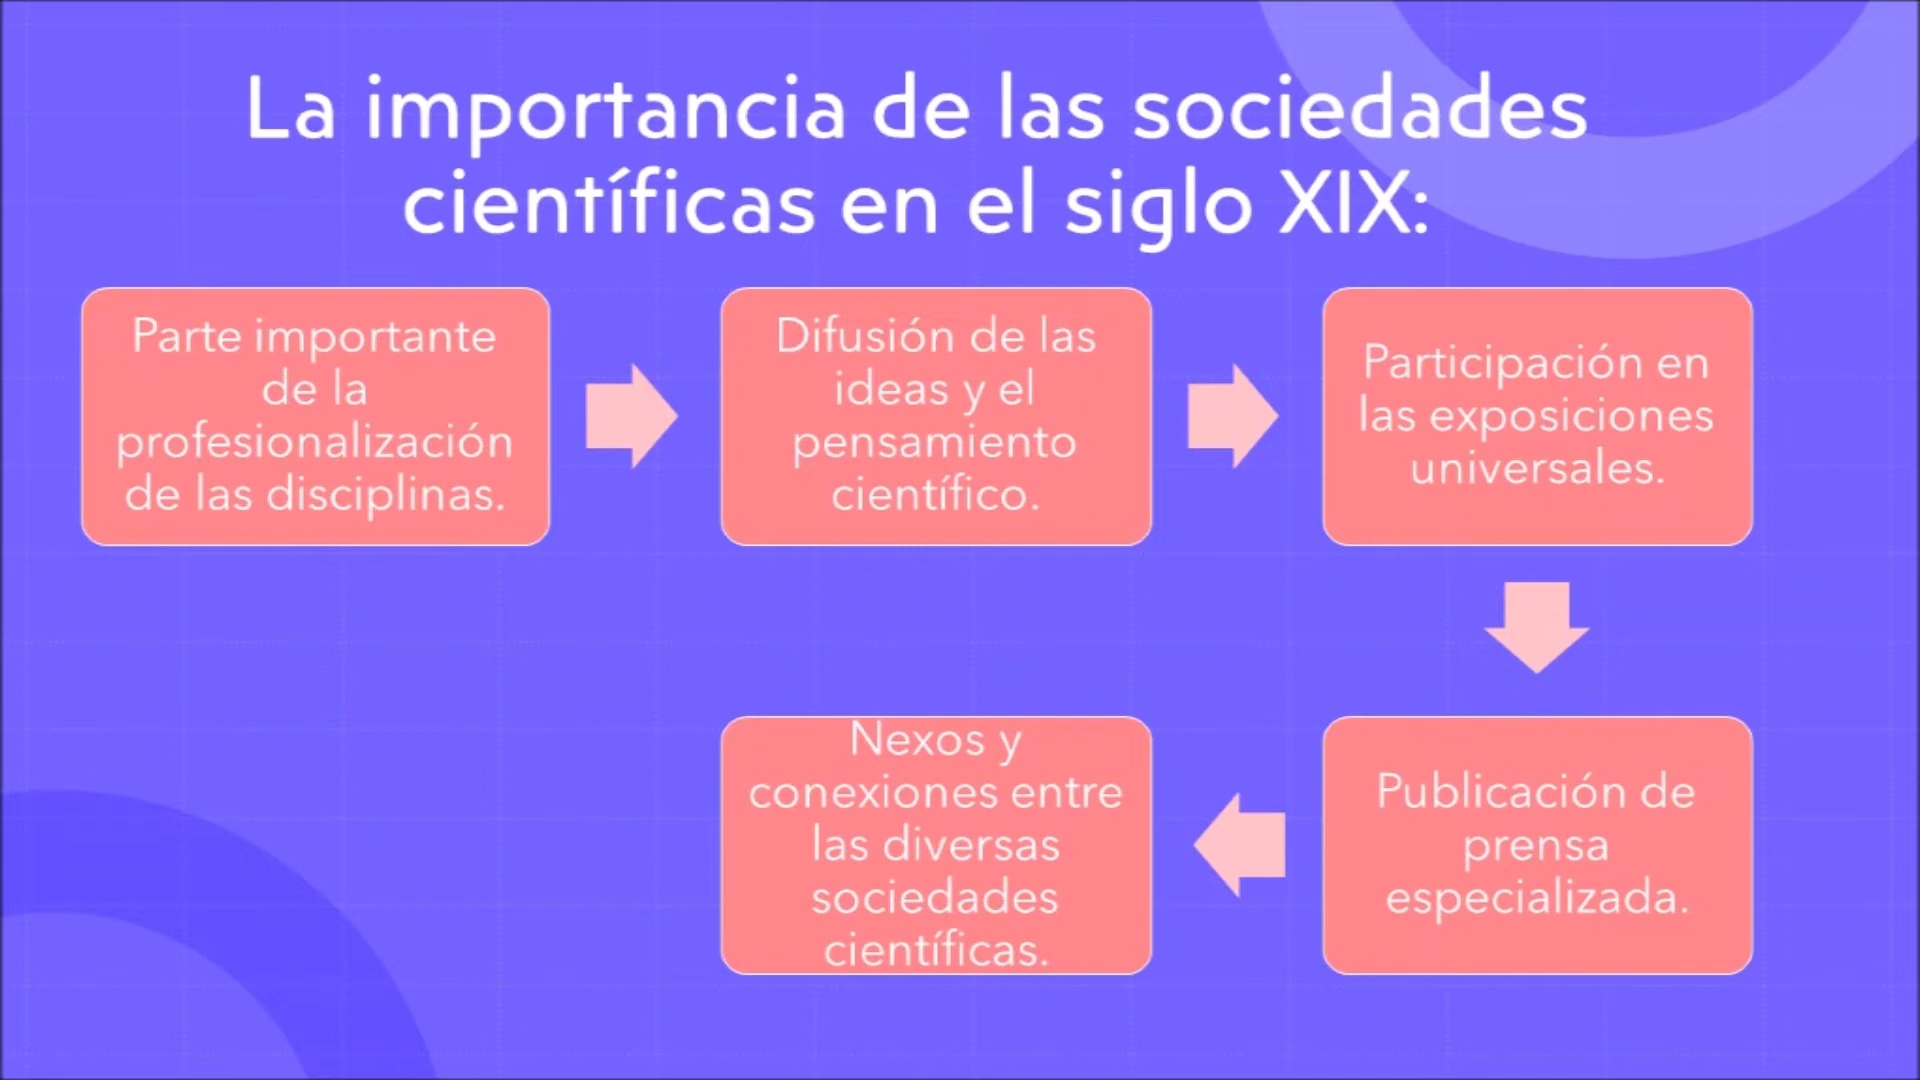 La importancia de las sociedades
científicas en el siglo XIX:
Parte importante
de la
profesionalización
de las disciplinas.
Difusión de las
ideas y el
pensamiento
científico.
Participación en
las exposiciones
universales.
Publicación de
prensa
especializada.
Nexos y
conexiones entre
las diversas
sociedades
científicas.